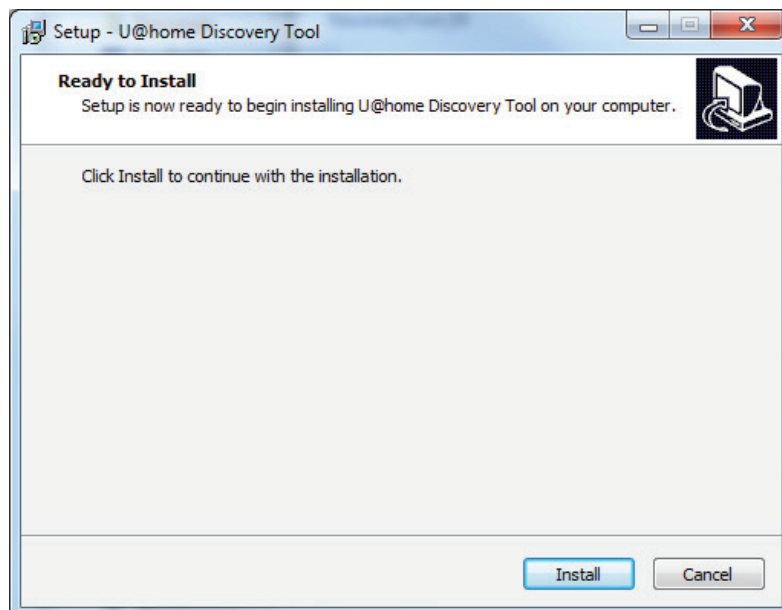 Setup - U@home Discovery Tool
Ready to Install
Setup is now ready to begin installing U@home Discovery Tool on your computer.
Click Install to continue with the installation.
Install
Cancel